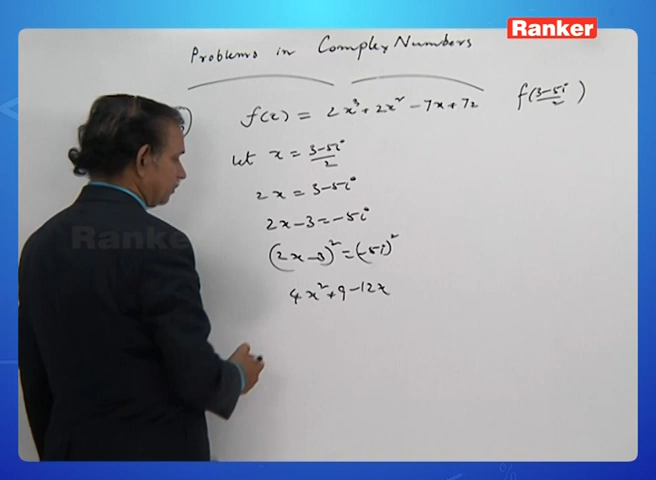 Ranker
Problems in Complex Numbers
f(x) = 2x³ + 2x² - 7x + 72 f(3-5i/2)
let x = 3-5i/2
2x = 3-5i
2x-3 = -5i
Ranker
(2x-3)² = (-5i)²
4x² + 9 - 12x